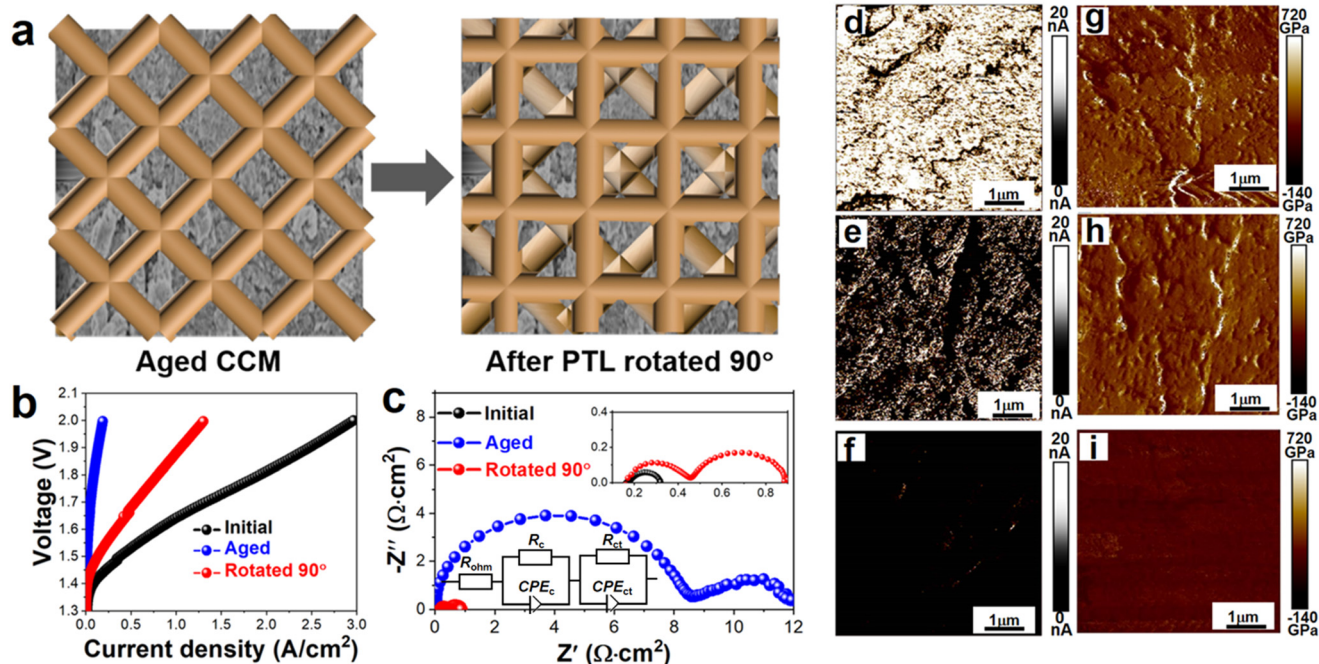 a
Aged CCM
After PTL rotated 90°
b
2.1
2.0
1.9
1.8
1.7
1.6
1.5
1.4
1.3
Voltage (V)
Initial
Aged
Rotated 90°
0.0 0.5 1.0 1.5 2.0 2.5 3.0
Current density (A/cm²)
c
8
6
4
2
0
-Z″ (Ω·cm²)
Initial
Aged
Rotated 90°
0.4
0.2
0.0
0.2 0.4 0.6 0.8
Rohm
Rc
CPEc
Rct
CPEct
0 2 4 6 8 10 12
Z′ (Ω·cm²)
d
1μm
20
nA
0
nA
g
1μm
720
GPa
-140
GPa
e
1μm
20
nA
0
nA
h
1μm
720
GPa
-140
GPa
f
1μm
20
nA
0
nA
i
1μm
720
GPa
-140
GPa